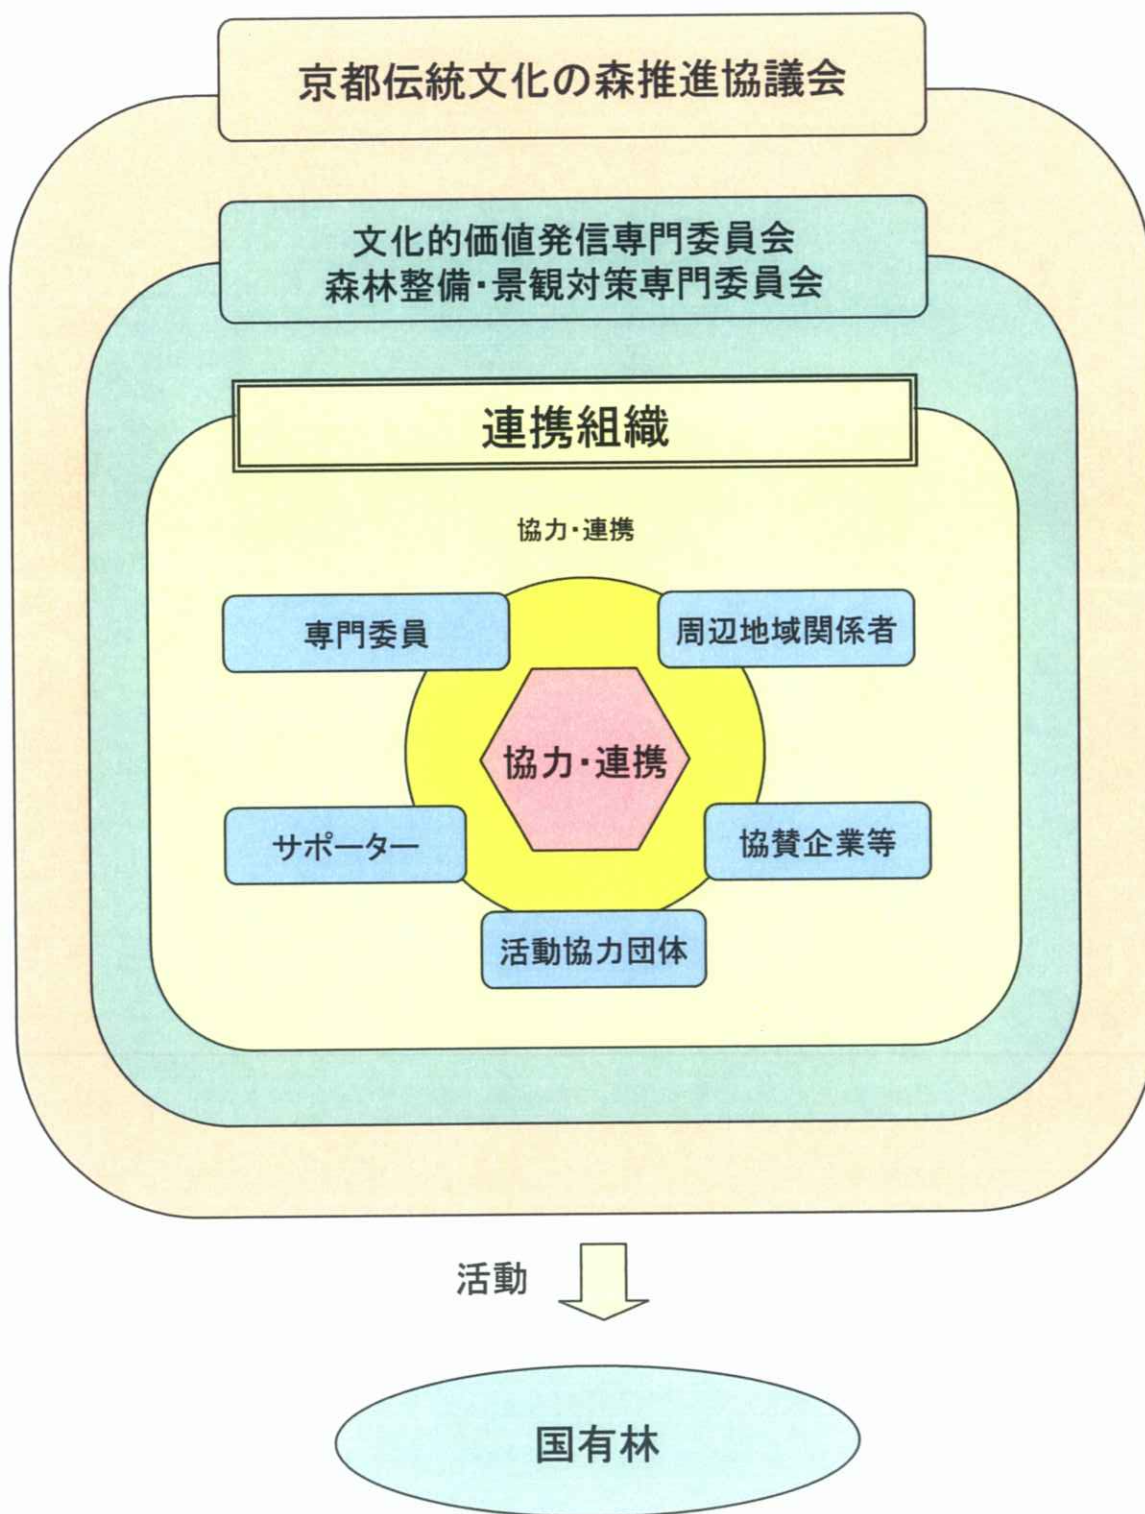 京都伝統文化の森推進協議会
文化的価値発信専門委員会
森林整備・景観対策専門委員会
連携組織
協力・連携
専門委員
周辺地域関係者
協力・連携
サポーター
協賛企業等
活動協力団体
活動
国有林